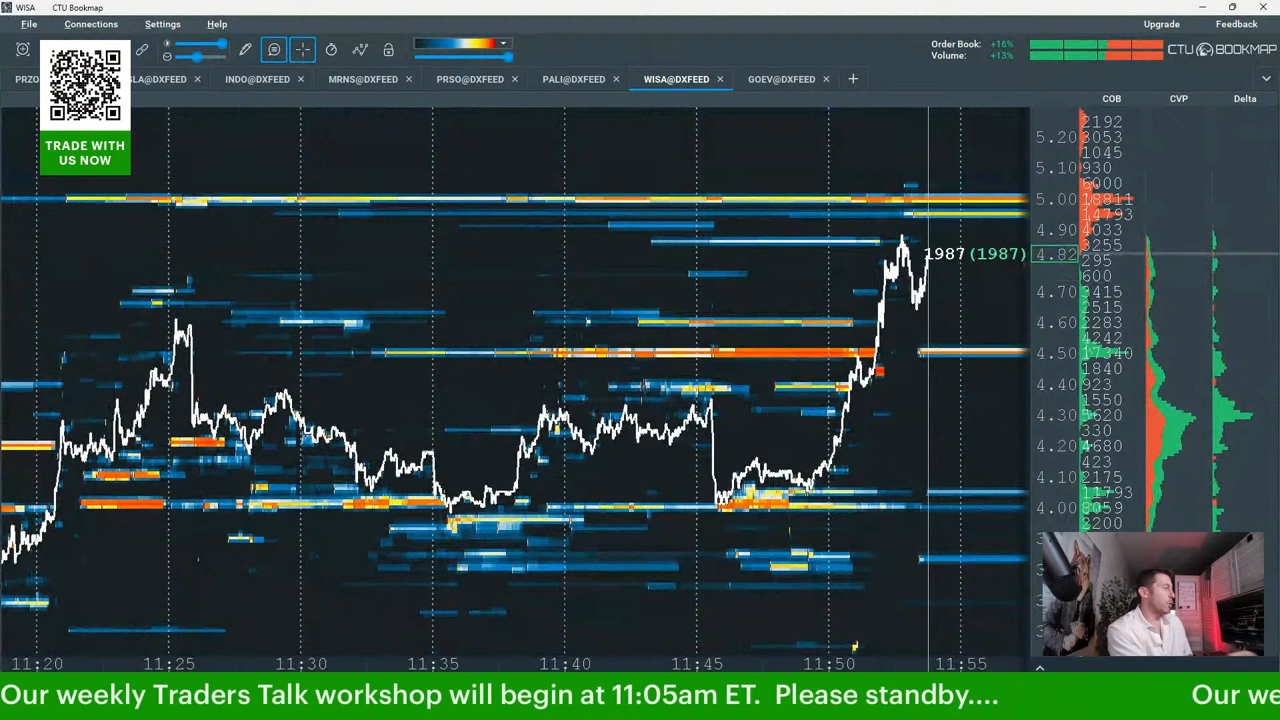 WISA CTU Bookmap
File Connections Settings Help Upgrade Feedback
Order Book: +16%
Volume: +13%
CTU BOOKMAP
PRZO SLA@DXFEED INDO@DXFEED MRNS@DXFEED PRSO@DXFEED PALI@DXFEED WISA@DXFEED GOEV@DXFEED
TRADE WITH
US NOW
COB CVP Delta
2192
5.20 3053
1045
5.10 930
6000
5.00 18811
14793
4.90 4033
3255
1987 (1987) 4.82 295
600
4.70 3415
2515
4.60 2283
4242
4.50 17340
1840
4.40 923
1550
4.30 5620
330
4.20 4680
423
4.10 2175
11793
4.00 8059
2200
11:20 11:25 11:30 11:35 11:40 11:45 11:50 11:55
Our weekly Traders Talk workshop will begin at 11:05am ET. Please standby.... Our we